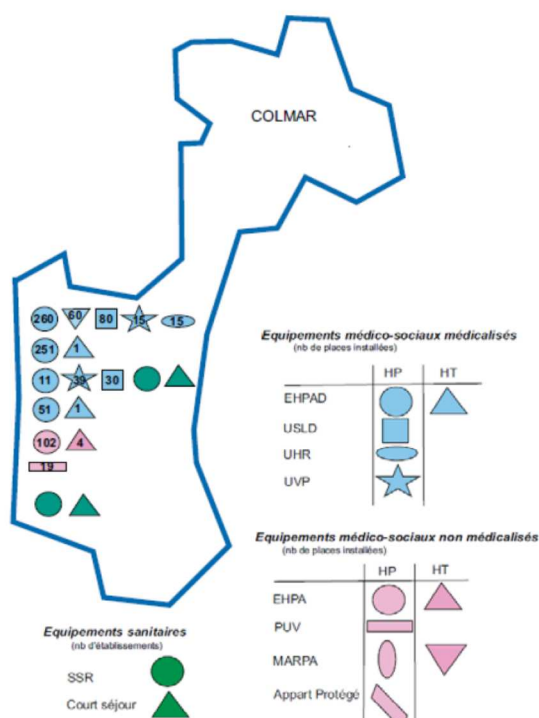 COLMAR
260 60 80 15 15
251 1
11 39 30
51 1
102 4
19
Equipements médico-sociaux médicalisés
(nb de places installées)
HP HT
EHPAD
USLD
UHR
UVP
Equipements médico-sociaux non médicalisés
(nb de places installées)
HP HT
EHPA
PUV
MARPA
Appart Protégé
Equipements sanitaires
(nb d'établissements)
SSR
Court séjour